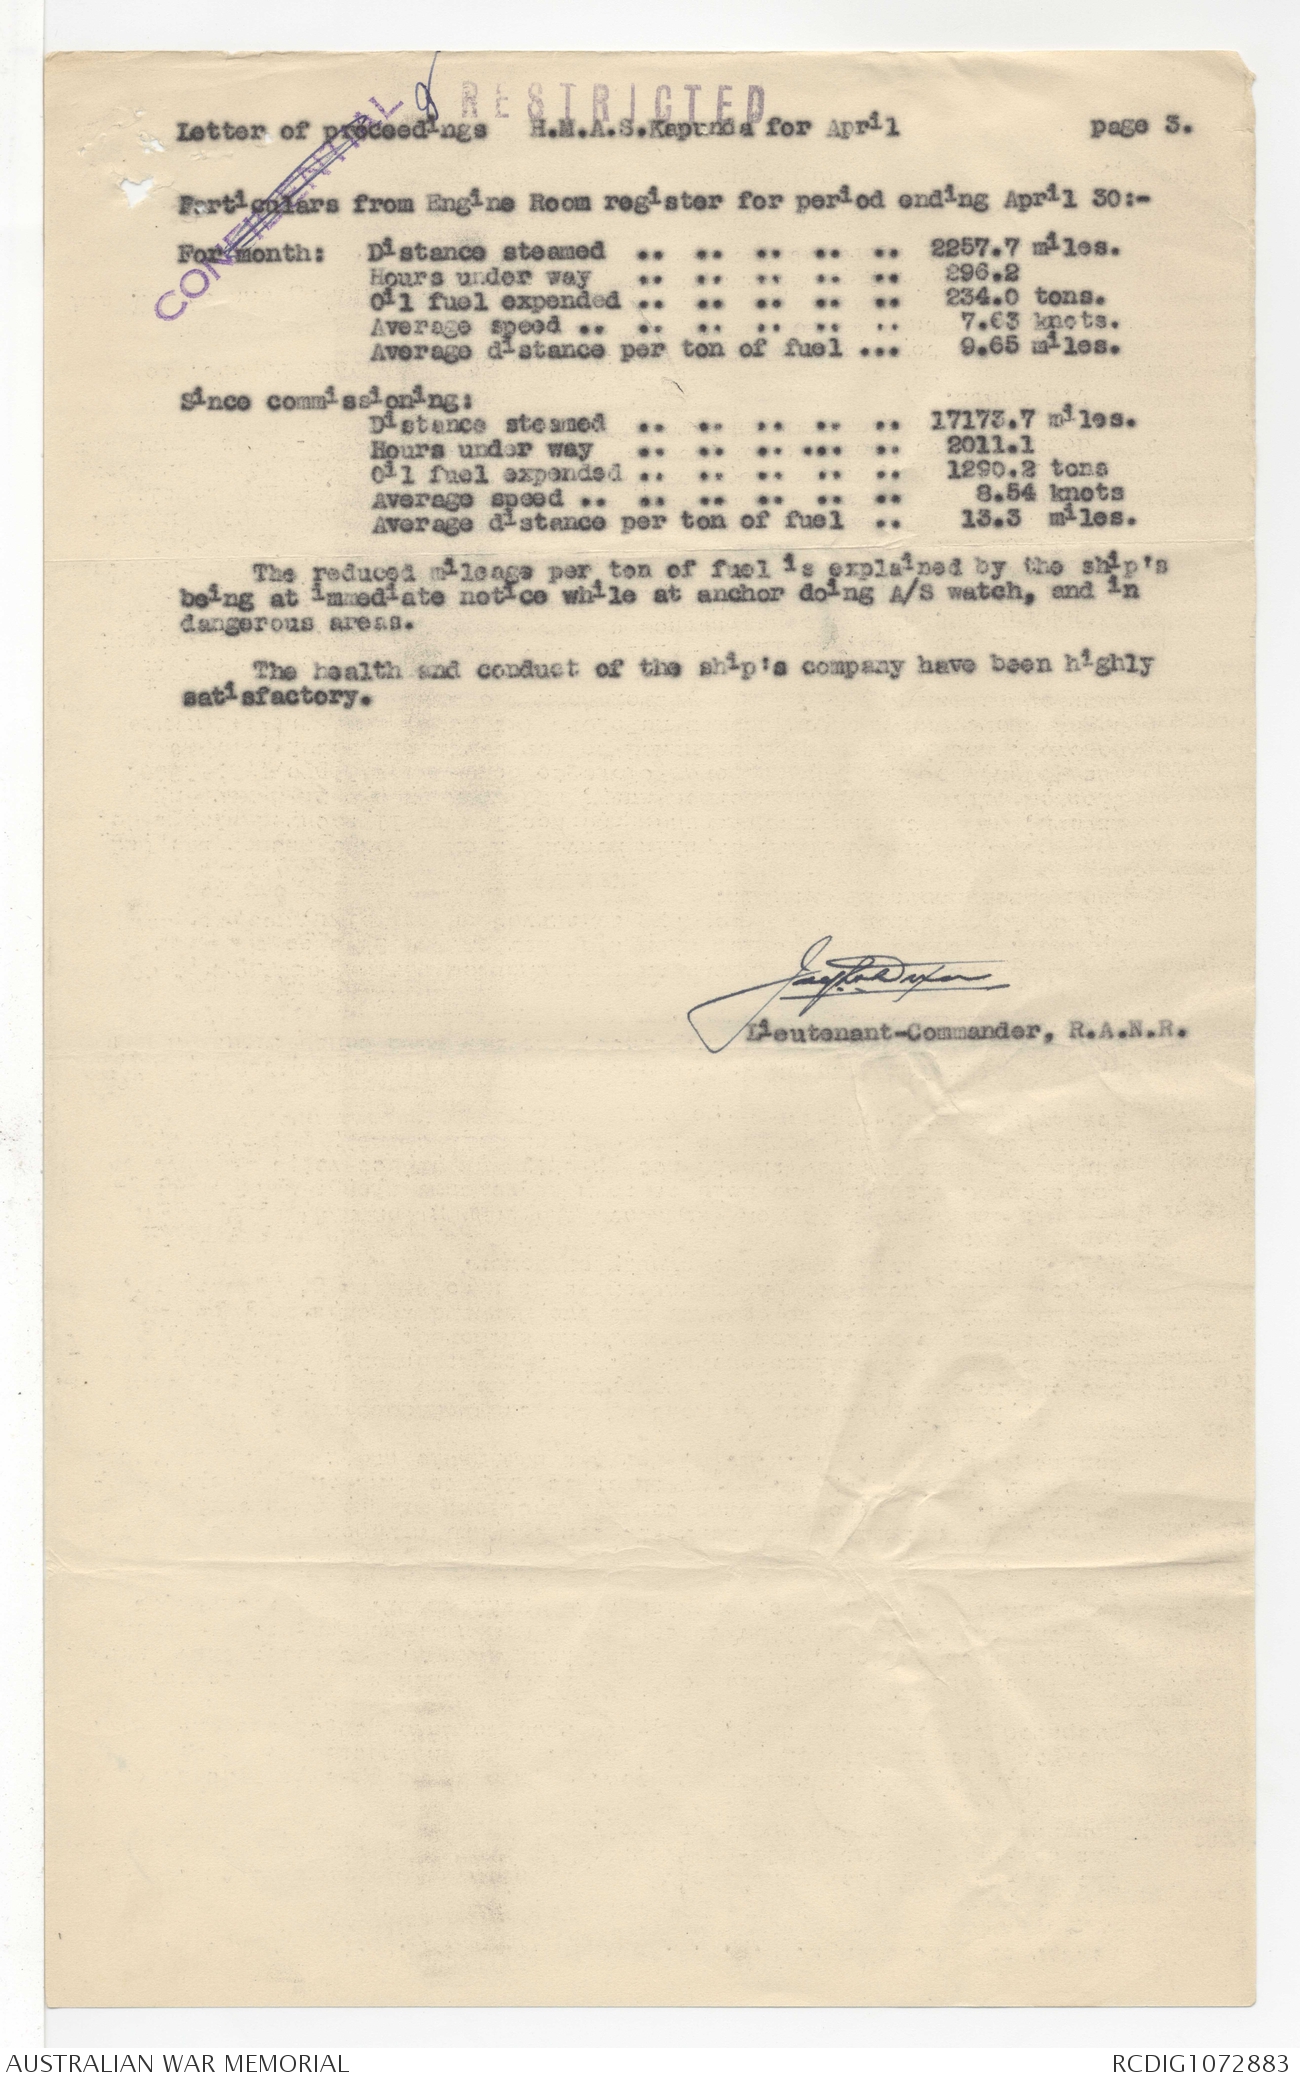 RESTRICTED
CONFIDENTIAL
Letter of proceedings H.M.A.S.Kapunda for April page 3.
Particulars from Engine Room register for period ending April 30:-
For month: Distance steamed .. .. .. .. .. 2257.7 miles.
Hours under way .. .. .. .. .. 296.2
Oil fuel expended .. .. .. .. .. 234.0 tons.
Average speed .. .. .. .. .. .. 7.63 knots.
Average distance per ton of fuel ... 9.65 miles.
Since commissioning:
Distance steamed .. .. .. .. .. 17173.7 miles.
Hours under way .. .. .. ... .. 2011.1
Oil fuel expended .. .. .. .. .. 1290.2 tons
Average speed .. .. .. .. .. .. 8.54 knots
Average distance per ton of fuel .. 13.3 miles.
The reduced mileage per ton of fuel is explained by the ship's
being at immediate notice while at anchor doing A/S watch, and in
dangerous areas.
The health and conduct of the ship's company have been highly
satisfactory.
Lieutenant-Commander, R.A.N.R.
AUSTRALIAN WAR MEMORIAL
RCDIG1072883